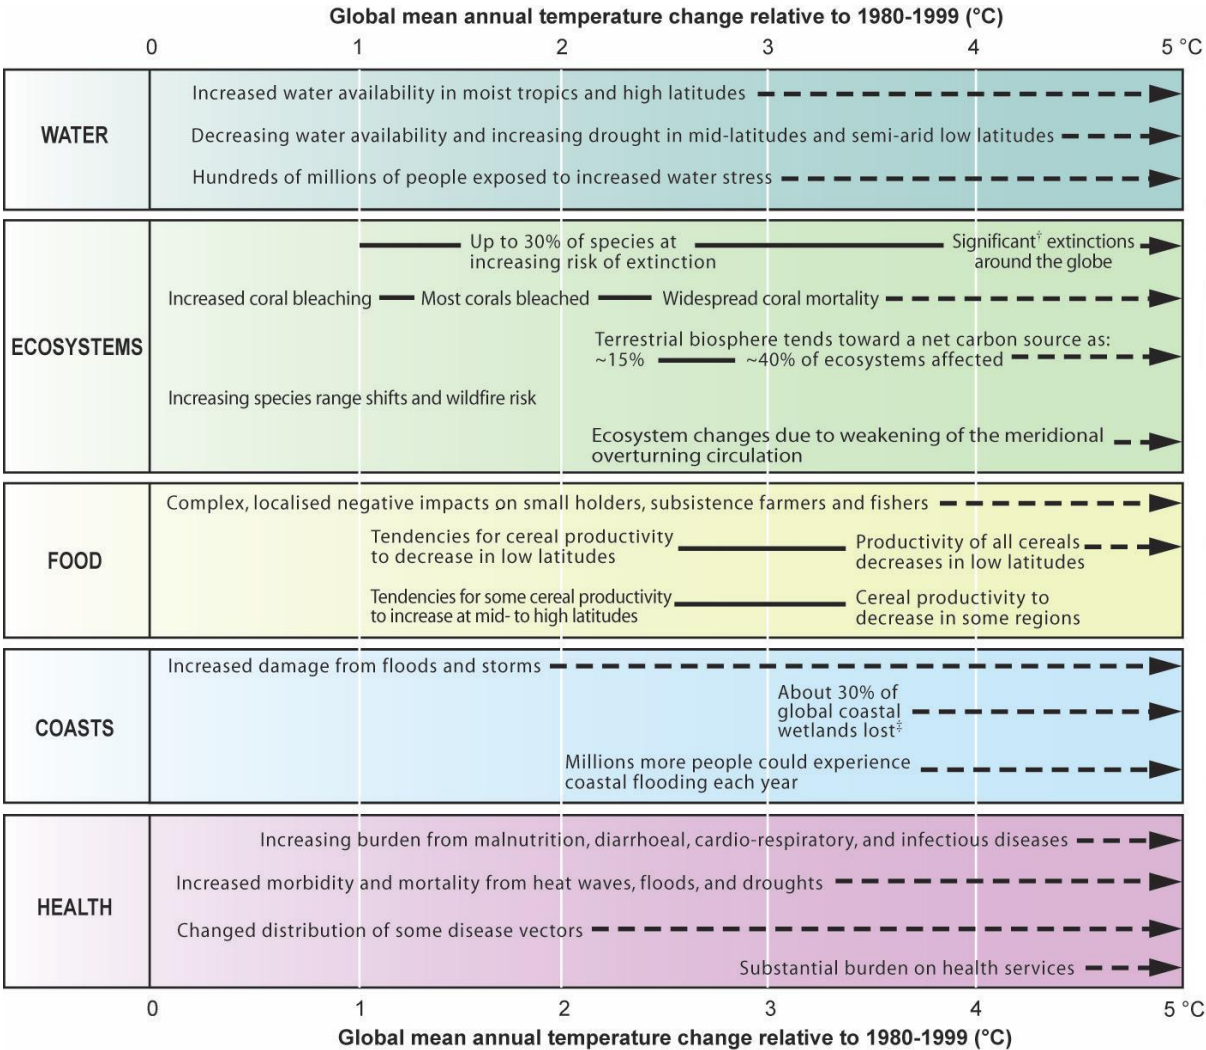 Global mean annual temperature change relative to 1980-1999 (°C)
0 1 2 3 4 5 °C
WATER
Increased water availability in moist tropics and high latitudes
Decreasing water availability and increasing drought in mid-latitudes and semi-arid low latitudes
Hundreds of millions of people exposed to increased water stress
ECOSYSTEMS
Up to 30% of species at
increasing risk of extinction
Significant† extinctions
around the globe
Increased coral bleaching Most corals bleached Widespread coral mortality
Terrestrial biosphere tends toward a net carbon source as:
~15% ~40% of ecosystems affected
Increasing species range shifts and wildfire risk
Ecosystem changes due to weakening of the meridional
overturning circulation
FOOD
Complex, localised negative impacts on small holders, subsistence farmers and fishers
Tendencies for cereal productivity
to decrease in low latitudes
Productivity of all cereals
decreases in low latitudes
Tendencies for some cereal productivity
to increase at mid- to high latitudes
Cereal productivity to
decrease in some regions
COASTS
Increased damage from floods and storms
About 30% of
global coastal
wetlands lost‡
Millions more people could experience
coastal flooding each year
HEALTH
Increasing burden from malnutrition, diarrhoeal, cardio-respiratory, and infectious diseases
Increased morbidity and mortality from heat waves, floods, and droughts
Changed distribution of some disease vectors
Substantial burden on health services
0 1 2 3 4 5 °C
Global mean annual temperature change relative to 1980-1999 (°C)